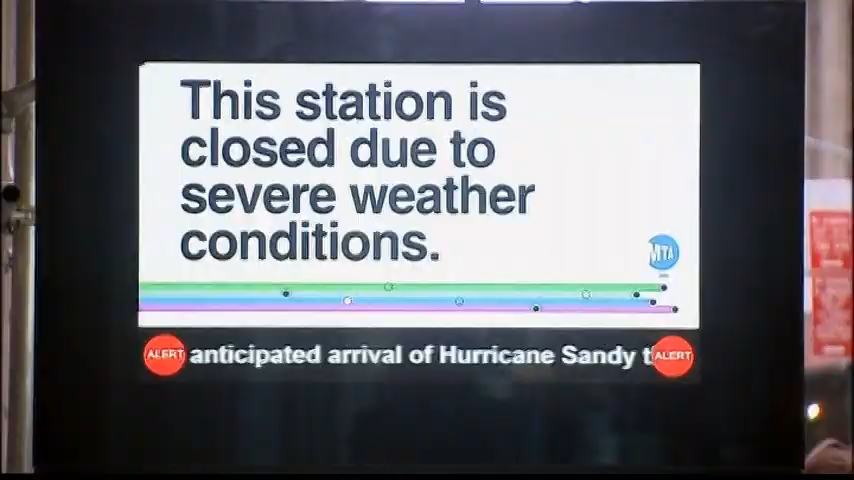 This station is
closed due to
severe weather
conditions.
MTA
ALERT anticipated arrival of Hurricane Sandy t ALERT